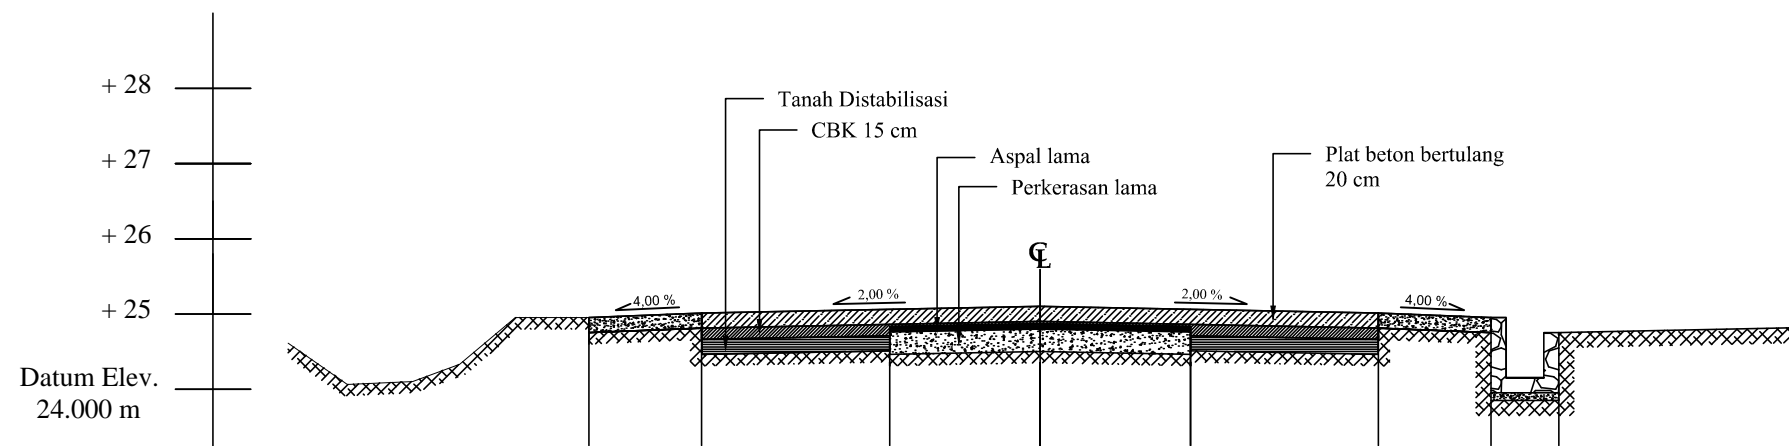 + 28
Tanah Distabilisasi
CBK 15 cm
+ 27
Aspal lama
Plat beton bertulang
20 cm
Perkerasan lama
+ 26
CL
+ 25
4,00 %
2,00 %
2,00 %
4,00 %
Datum Elev.
24.000 m